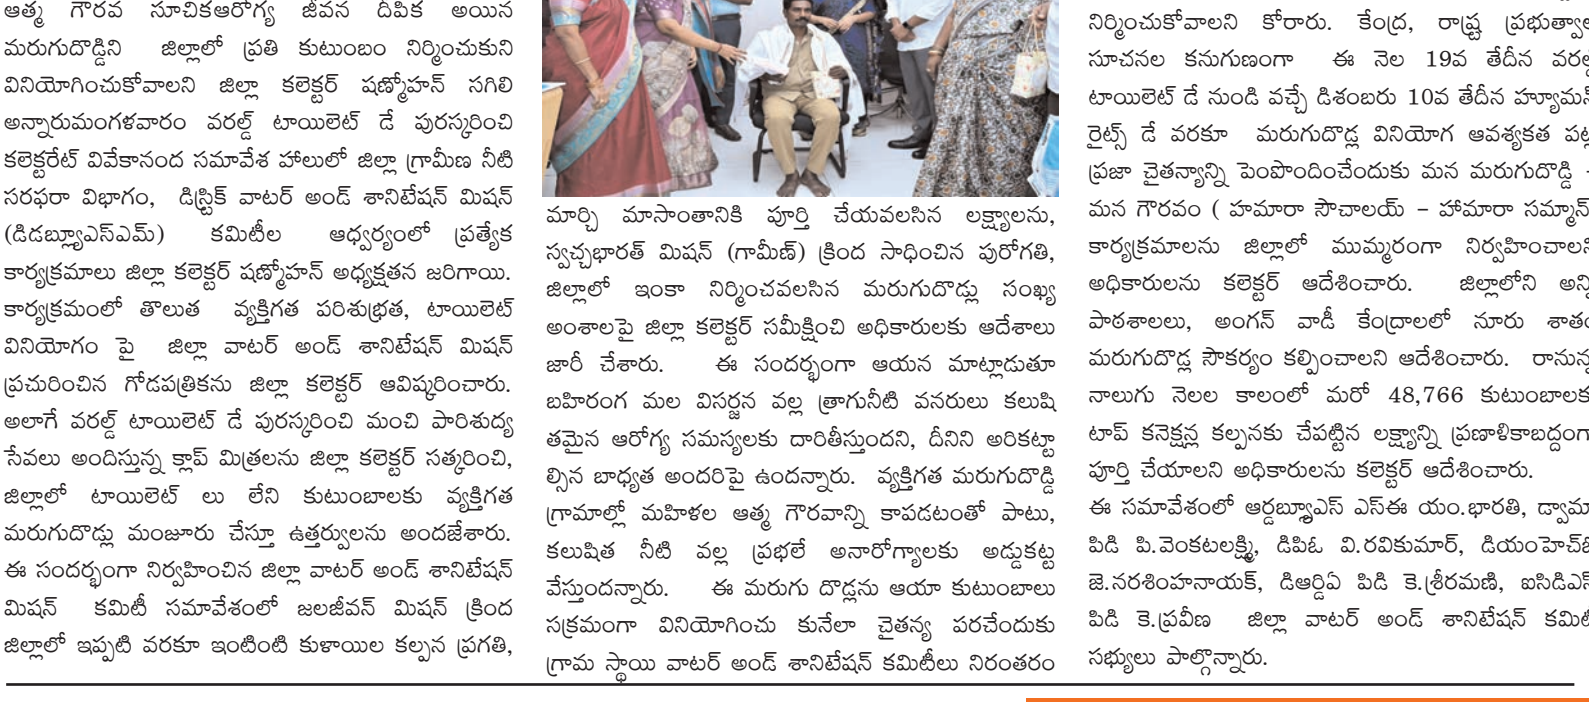 ఆత్మ గౌరవ సూచికఆరోగ్య జీవన దీపిక అయిన
మరుగుదొడ్డిని జిల్లాలో ప్రతి కుటుంబం నిర్మించుకుని
వినియోగించుకోవాలని జిల్లా కలెక్టర్ షణ్మోహన్ సగిలి
అన్నారుమంగళవారం వరల్డ్ టాయిలెట్ డే పురస్కరించి
కలెక్టరేట్ వివేకానంద సమావేశ హాలులో జిల్లా గ్రామీణ నీటి
సరఫరా విభాగం, డిస్ట్రిక్ వాటర్ అండ్ శానిటేషన్ మిషన్
(డిడబ్ల్యూఎస్ఎమ్) కమిటీల ఆధ్వర్యంలో ప్రత్యేక
కార్యక్రమాలు జిల్లా కలెక్టర్ షణ్మోహన్ అధ్యక్షతన జరిగాయి.
కార్యక్రమంలో తొలుత వ్యక్తిగత పరిశుభ్రత, టాయిలెట్
వినియోగం పై జిల్లా వాటర్ అండ్ శానిటేషన్ మిషన్
ప్రచురించిన గోడపత్రికను జిల్లా కలెక్టర్ ఆవిష్కరించారు.
అలాగే వరల్డ్ టాయిలెట్ డే పురస్కరించి మంచి పారిశుద్య
సేవలు అందిస్తున్న క్లాప్ మిత్రలను జిల్లా కలెక్టర్ సత్కరించి,
జిల్లాలో టాయిలెట్ లు లేని కుటుంబాలకు వ్యక్తిగత
మరుగుదొడ్లు మంజూరు చేస్తూ ఉత్తర్వులను అందజేశారు.
ఈ సందర్భంగా నిర్వహించిన జిల్లా వాటర్ అండ్ శానిటేషన్
మిషన్ కమిటీ సమావేశంలో జలజీవన్ మిషన్ క్రింద
జిల్లాలో ఇప్పటి వరకూ ఇంటింటి కుళాయిల కల్పన ప్రగతి,
మార్చి మాసాంతానికి పూర్తి చేయవలసిన లక్ష్యాలను,
స్వచ్ఛభారత్ మిషన్ (గామీణ్) క్రింద సాధించిన పురోగతి,
జిల్లాలో ఇంకా నిర్మించవలసిన మరుగుదొడ్లు సంఖ్య
అంశాలపై జిల్లా కలెక్టర్ సమీక్షించి అధికారులకు ఆదేశాలు
జారీ చేశారు. ఈ సందర్భంగా ఆయన మాట్లాడుతూ
బహిరంగ మల విసర్జన వల్ల త్రాగునీటి వనరులు కలుషి
తమైన ఆరోగ్య సమస్యలకు దారితీస్తుందని, దీనిని అరికట్టా
ల్సిన బాధ్యత అందరిపై ఉందన్నారు. వ్యక్తిగత మరుగుదొడ్డి
గ్రామాల్లో మహిళల ఆత్మ గౌరవాన్ని కాపడటంతో పాటు,
కలుషిత నీటి వల్ల ప్రభలే అనారోగ్యాలకు అడ్డుకట్ట
వేస్తుందన్నారు. ఈ మరుగు దొడ్లను ఆయా కుటుంబాలు
సక్రమంగా వినియోగించు కునేలా చైతన్య పరచేందుకు
గ్రామ స్థాయి వాటర్ అండ్ శానిటేషన్ కమిటీలు నిరంతరం
నిర్మించుకోవాలని కోరారు. కేంద్ర, రాష్ట్ర ప్రభుత్వాల
సూచనల కనుగుణంగా ఈ నెల 19వ తేదీన వరల్డ్
టాయిలెట్ డే నుండి వచ్చే డిశంబరు 10వ తేదీన హ్యూమన్
రైట్స్ డే వరకూ మరుగుదొడ్ల వినియోగ ఆవశ్యకత పట్ల
ప్రజా చైతన్యాన్ని పెంపొందించేందుకు మన మరుగుదొడ్డి -
మన గౌరవం ( హమారా సౌచాలయ్ - హామారా సమ్మాన్)
కార్యక్రమాలను జిల్లాలో ముమ్మరంగా నిర్వహించాలని
అధికారులను కలెక్టర్ ఆదేశించారు. జిల్లాలోని అన్ని
పాఠశాలలు, అంగన్ వాడీ కేంద్రాలలో నూరు శాతం
మరుగుదొడ్ల సౌకర్యం కల్పించాలని ఆదేశించారు. రానున్న
నాలుగు నెలల కాలంలో మరో 48,766 కుటుంబాలకు
టాప్ కనెక్షన్ల కల్పనకు చేపట్టిన లక్ష్యాన్ని ప్రణాళికాబద్ధంగా
పూర్తి చేయాలని అధికారులను కలెక్టర్ ఆదేశించారు.
ఈ సమావేశంలో ఆర్డబ్ల్యూఎస్ ఎస్ఈ యం.భారతి, డ్వామా
పిడి పి.వెంకటలక్ష్మి, డిపిఓ వి.రవికుమార్, డియంహెచ్ఓ
జె.నరశింహనాయక్, డిఆర్డిఏ పిడి కె.శ్రీరమణి, ఐసిడిఎస్
పిడి కె.ప్రవీణ జిల్లా వాటర్ అండ్ శానిటేషన్ కమిటీ
సభ్యులు పాల్గొన్నారు.